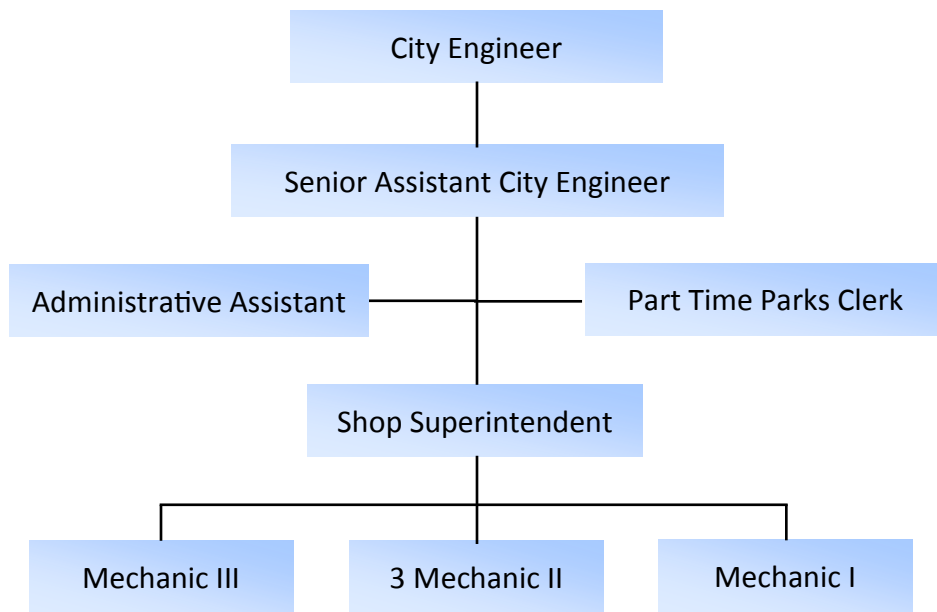 City Engineer
Senior Assistant City Engineer
Administrative Assistant
Part Time Parks Clerk
Shop Superintendent
Mechanic III
3 Mechanic II
Mechanic I